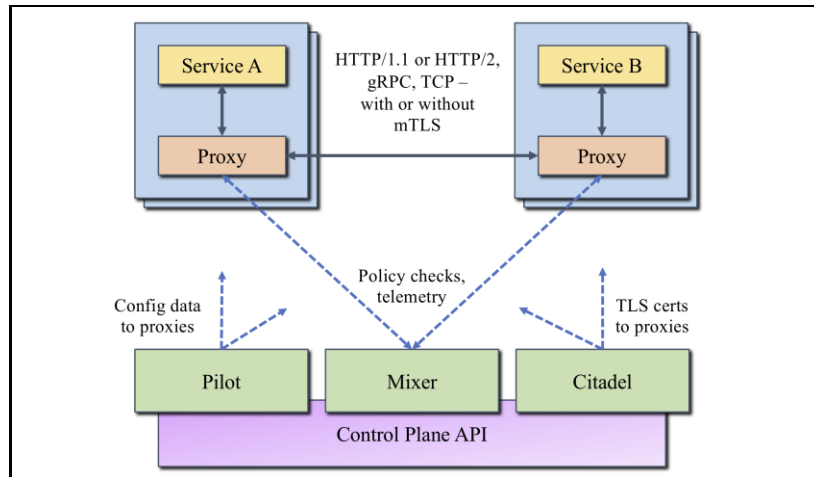 Service A
HTTP/1.1 or HTTP/2,
gRPC, TCP –
with or without
mTLS
Service B
Proxy
Proxy
Policy checks,
telemetry
Config data
to proxies
TLS certs
to proxies
Pilot
Mixer
Citadel
Control Plane API